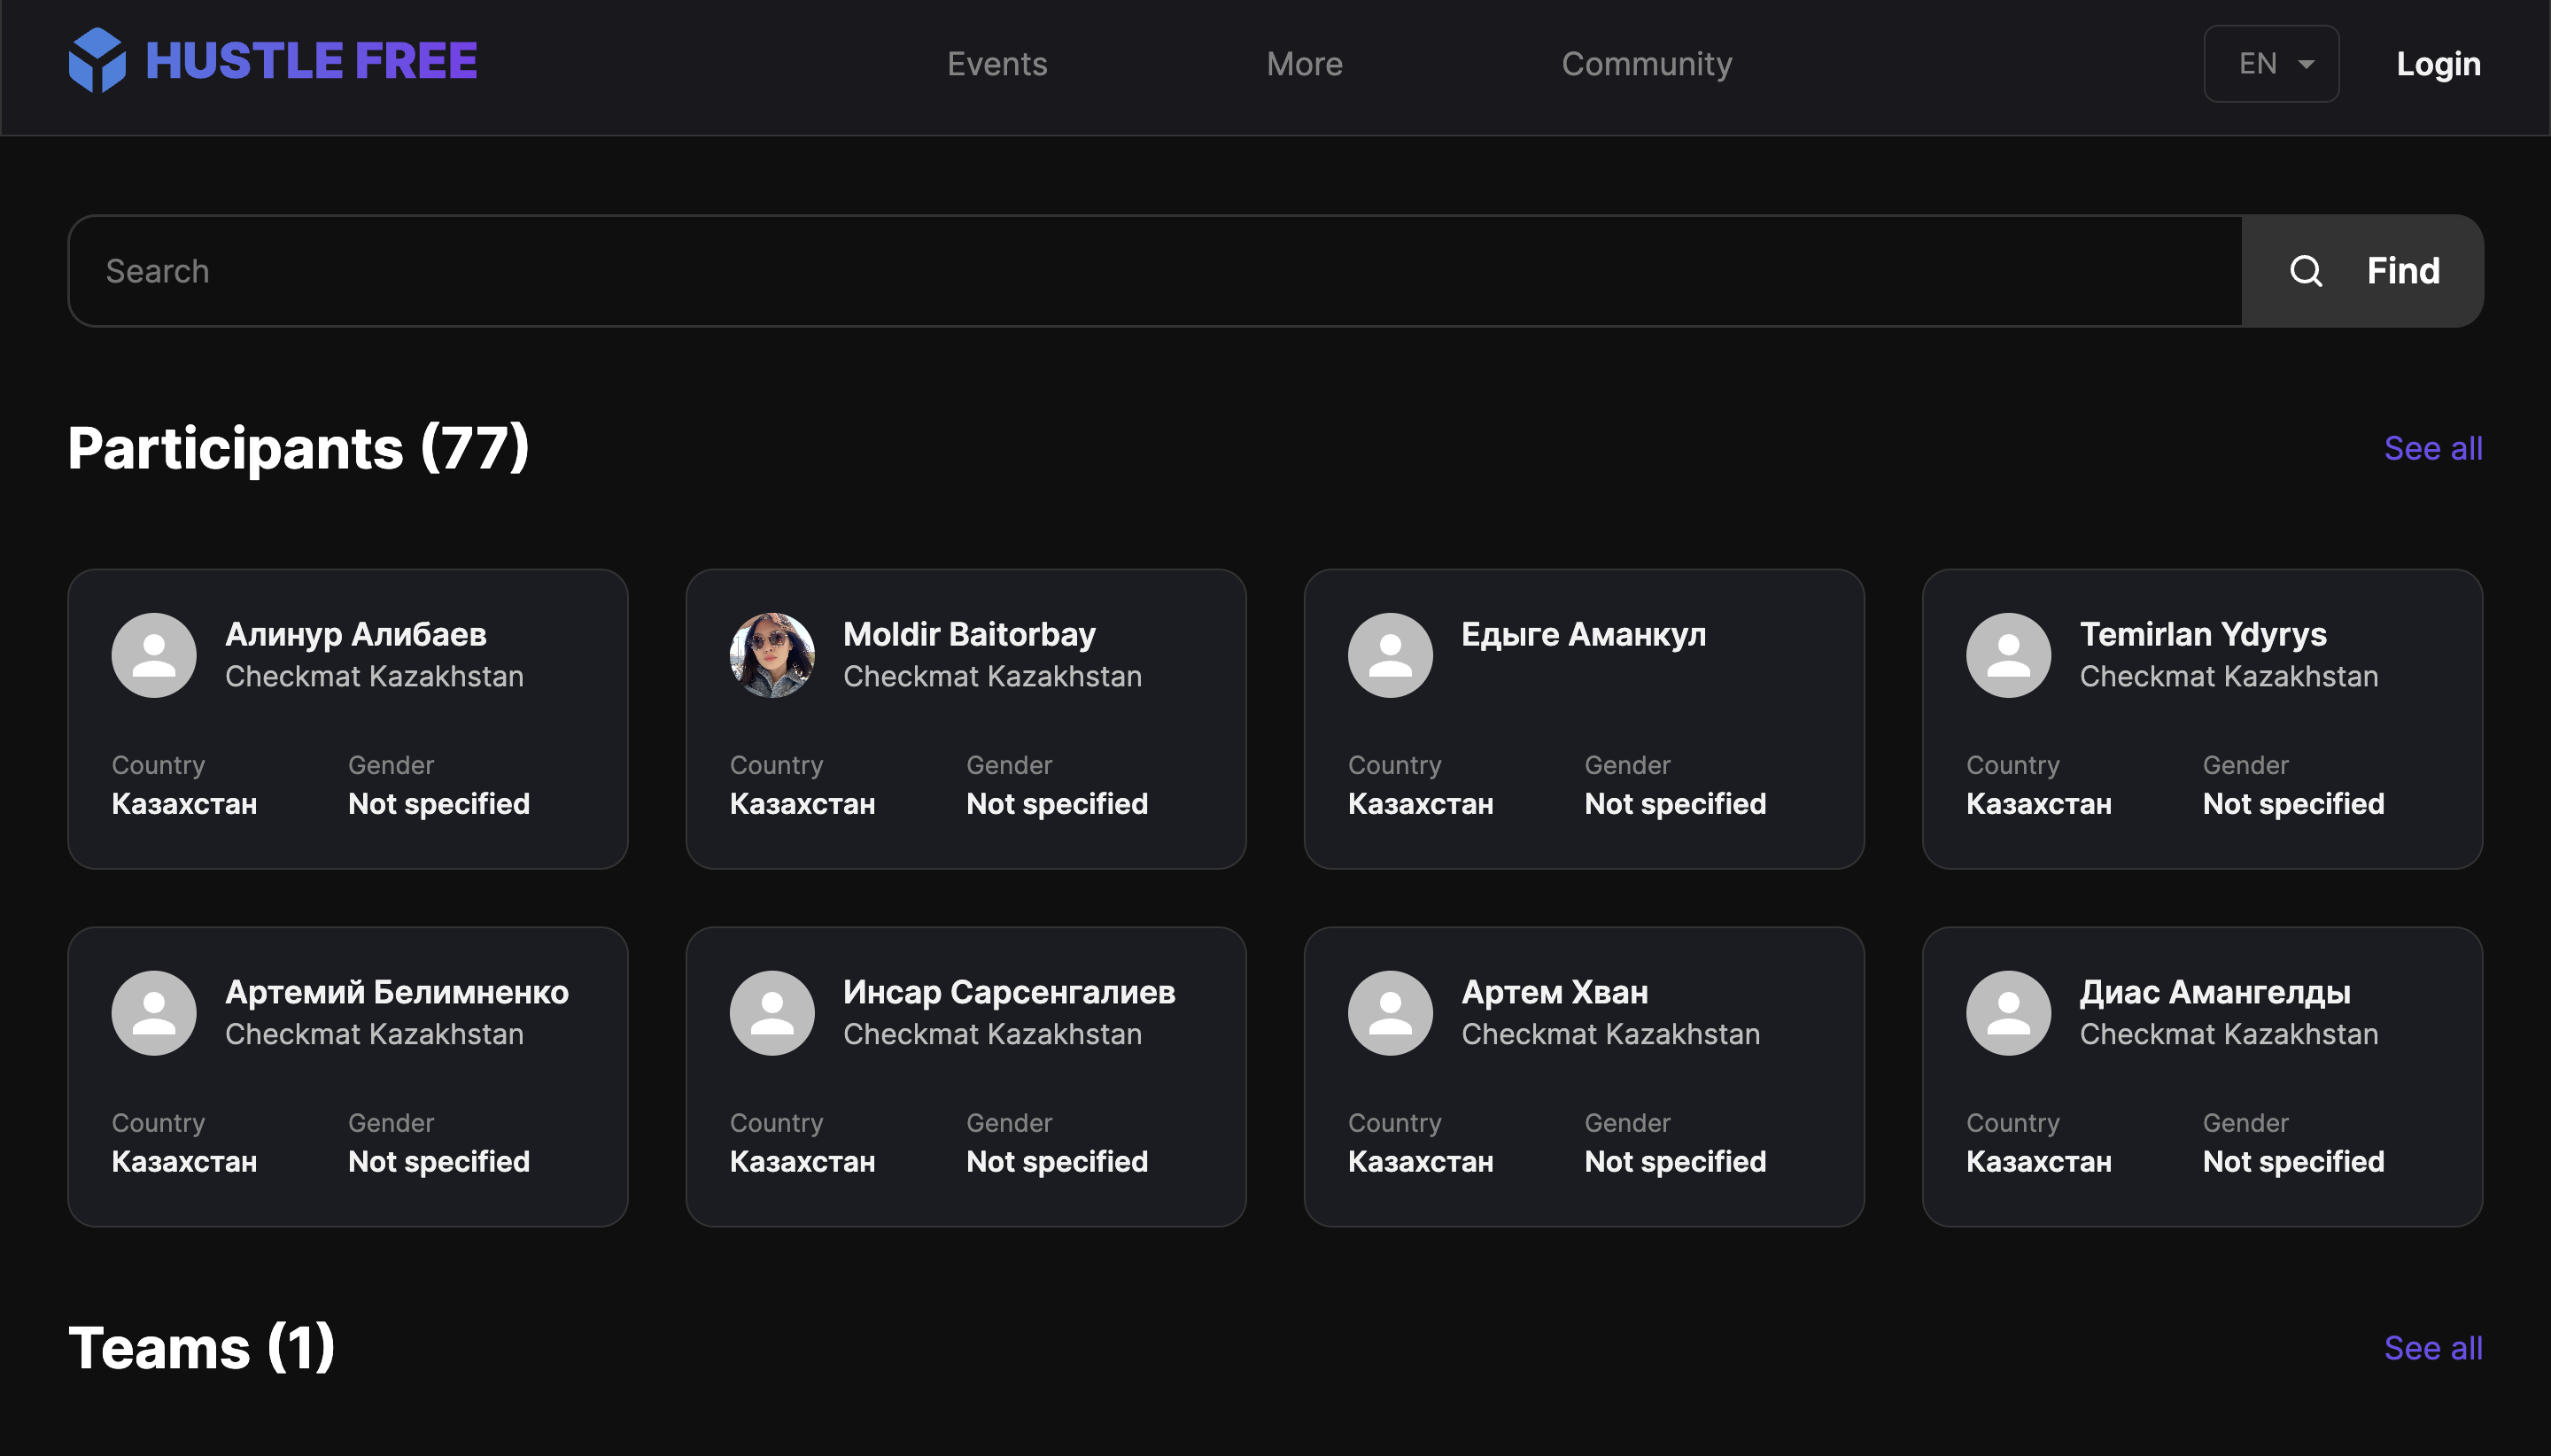 HUSTLE FREE
Events
More
Community
EN
Login
Search
Find
Participants (77)
See all
Алинур Алибаев
Checkmat Kazakhstan
Country
Gender
Казахстан
Not specified
Moldir Baitorbay
Checkmat Kazakhstan
Country
Gender
Казахстан
Not specified
Едыге Аманкул
Country
Gender
Казахстан
Not specified
Temirlan Ydyrys
Checkmat Kazakhstan
Country
Gender
Казахстан
Not specified
Артемий Белимненко
Checkmat Kazakhstan
Country
Gender
Казахстан
Not specified
Инсар Сарсенгалиев
Checkmat Kazakhstan
Country
Gender
Казахстан
Not specified
Артем Хван
Checkmat Kazakhstan
Country
Gender
Казахстан
Not specified
Диас Амангелды
Checkmat Kazakhstan
Country
Gender
Казахстан
Not specified
Teams (1)
See all